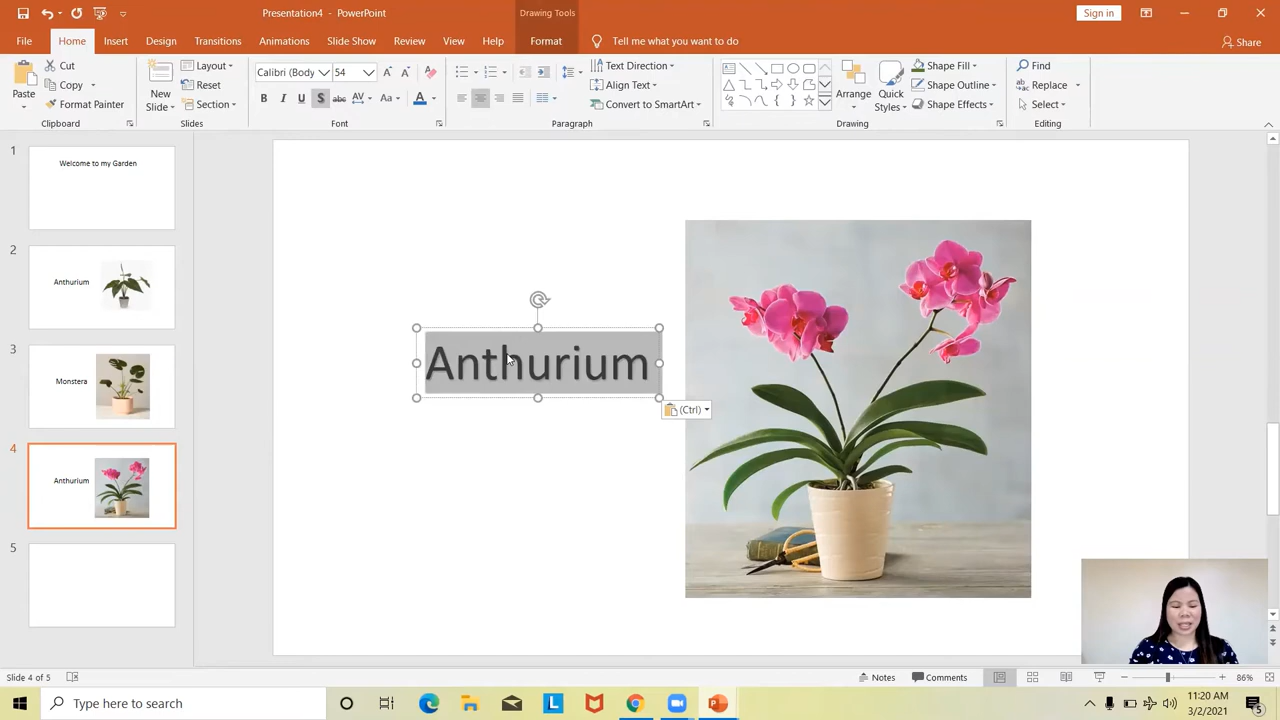 Presentation4 - PowerPoint
Drawing Tools
Sign in
File
Home
Insert
Design
Transitions
Animations
Slide Show
Review
View
Help
Format
Tell me what you want to do
Share
Paste
Cut
Copy
Format Painter
Clipboard
New Slide
Layout
Reset
Section
Slides
Calibri (Body
54
B
I
U
S
abc
AV
Aa
A
Font
Text Direction
Align Text
Convert to SmartArt
Paragraph
Arrange
Quick Styles
Shape Fill
Shape Outline
Shape Effects
Drawing
Find
Replace
Select
Editing
1
Welcome to my Garden
2
Anthurium
3
Monstera
4
Anthurium
5
Anthurium
(Ctrl)
Slide 4 of 5
Notes
Comments
86%
Type here to search
11:20 AM
3/2/2021
5